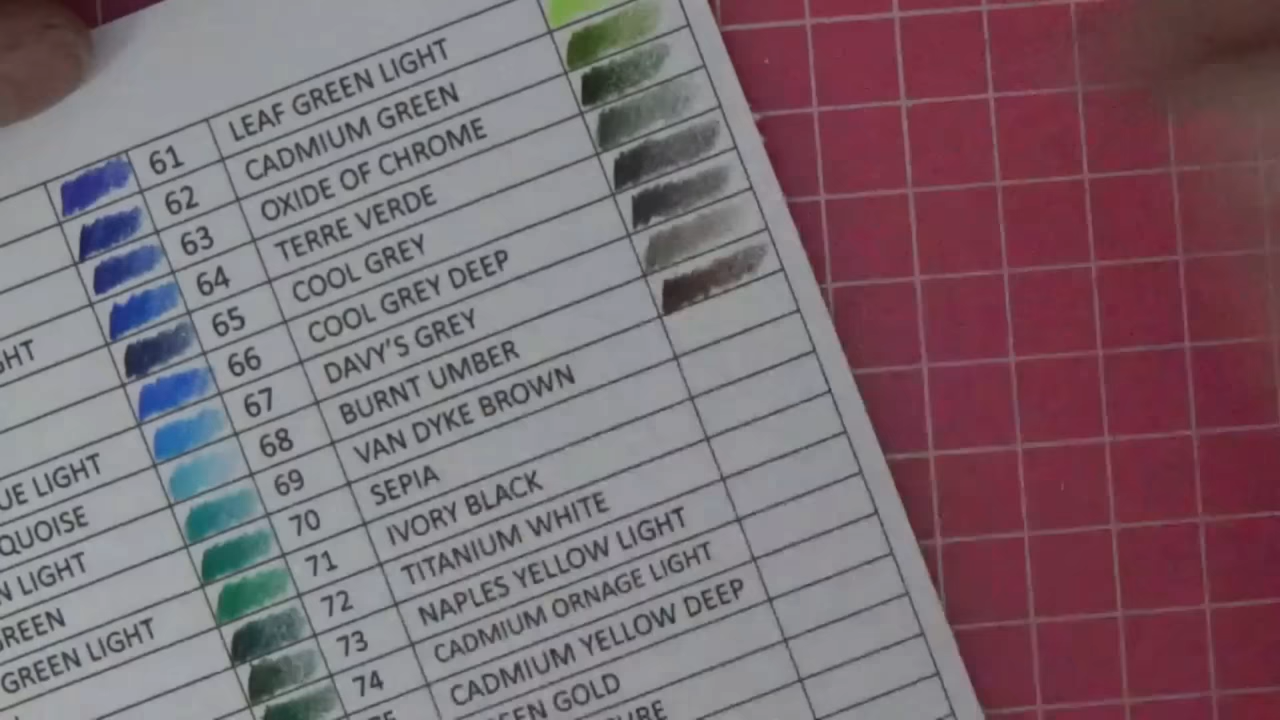 61 LEAF GREEN LIGHT
62 CADMIUM GREEN
63 OXIDE OF CHROME
HT 64 TERRE VERDE
65 COOL GREY
66 COOL GREY DEEP
UE LIGHT 67 DAVY'S GREY
QUOISE 68 BURNT UMBER
N LIGHT 69 VAN DYKE BROWN
REEN 70 SEPIA
GREEN LIGHT 71 IVORY BLACK
72 TITANIUM WHITE
73 NAPLES YELLOW LIGHT
74 CADMIUM ORNAGE LIGHT
CADMIUM YELLOW DEEP
EEN GOLD